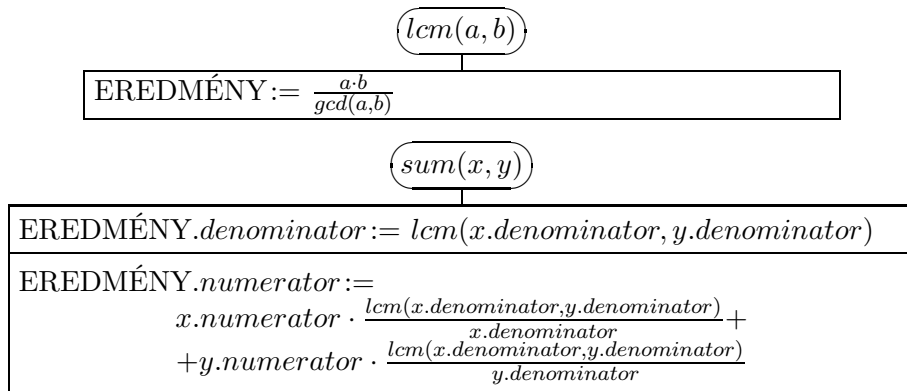 lcm(a, b)
EREDMÉNY:= a·b / gcd(a,b)
sum(x, y)
EREDMÉNY.denominator:= lcm(x.denominator, y.denominator)
EREDMÉNY.numerator:=
x.numerator · lcm(x.denominator,y.denominator) / x.denominator +
+y.numerator · lcm(x.denominator,y.denominator) / y.denominator